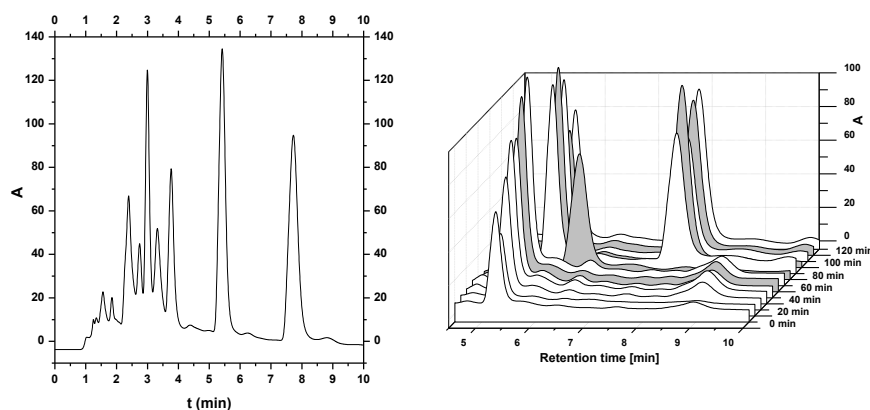 0 1 2 3 4 5 6 7 8 9 10
140 140
120 120
100 100
80 80
60 60
40 40
20 20
0 0
A
0 1 2 3 4 5 6 7 8 9 10
t (min)
100
80
60
40
20
0
A
120 min
100 min
80 min
60 min
40 min
20 min
0 min
5 6 7 8 9 10
Retention time [min]